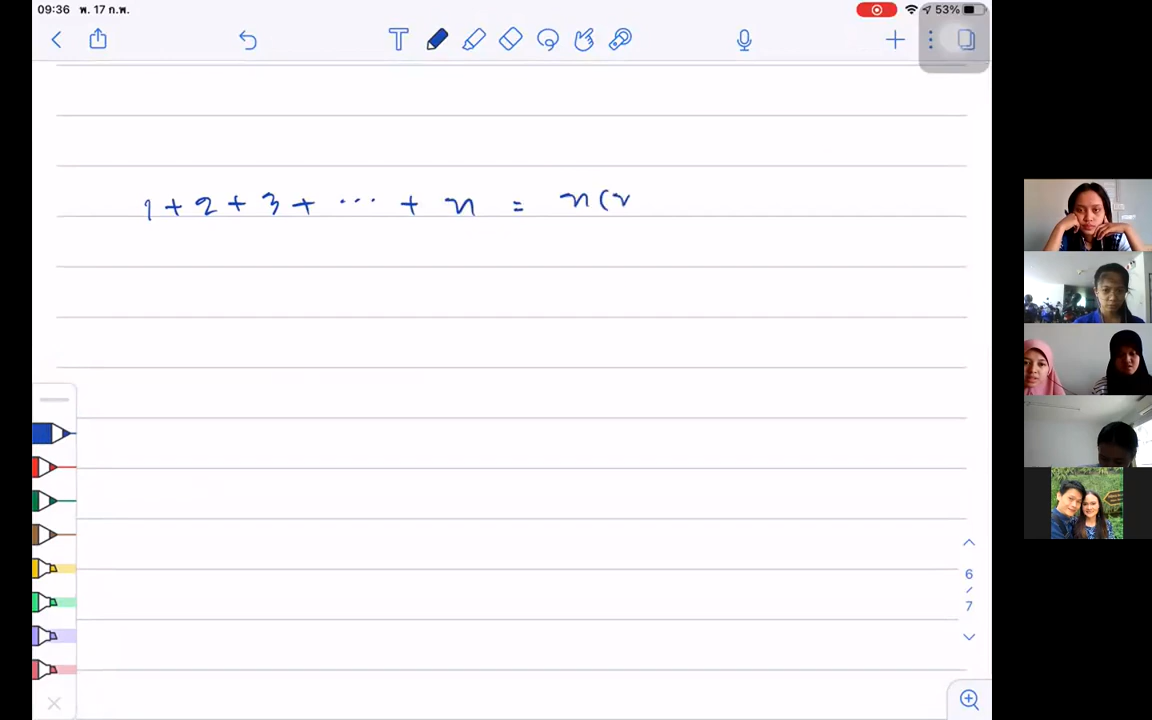 09:36 พ. 17 ก.พ.
53%
T
1 + 2 + 3 + ... + n = n(n
6
/
7